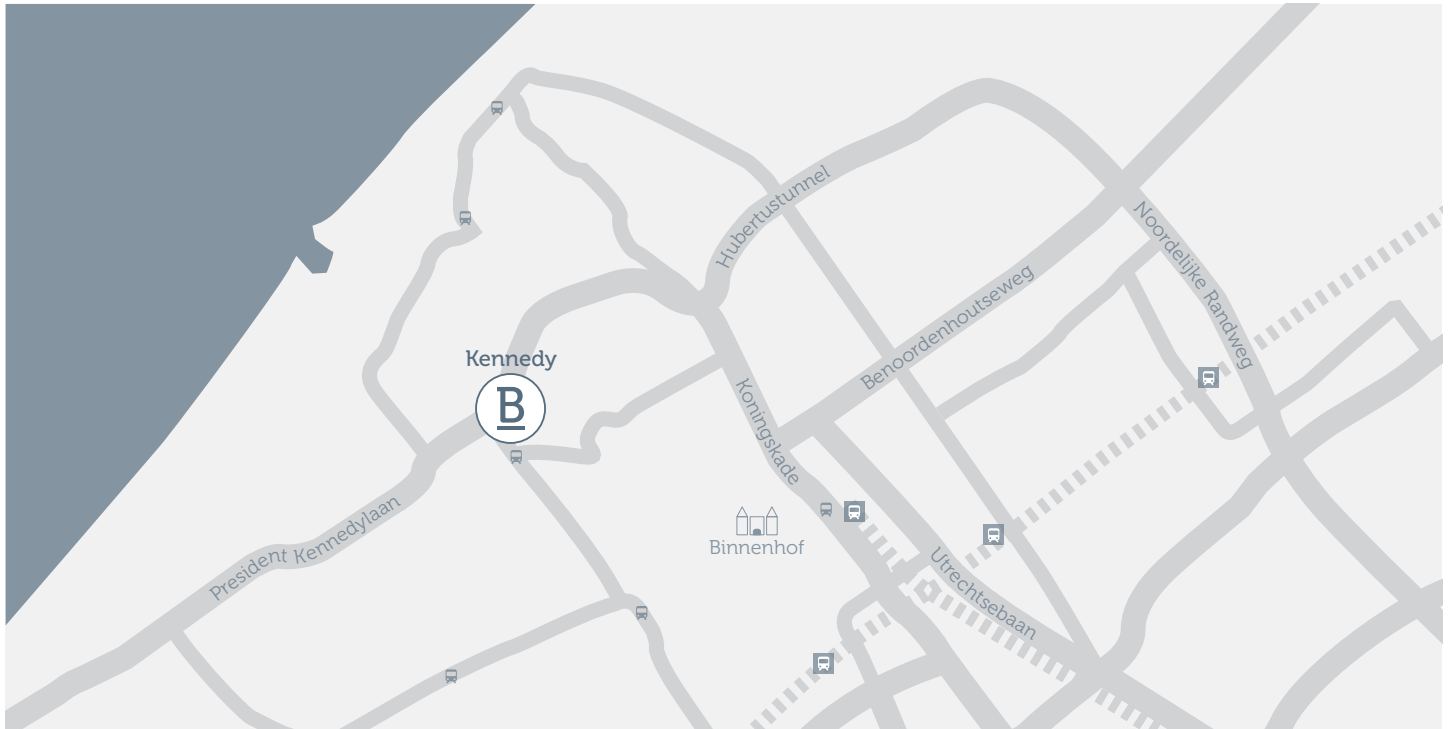 Hubertustunnel
Noordelijke Randweg
Benoordenhoutseweg
Kennedy
B
Koningskade
President Kennedylaan
Binnenhof
Utrechtsebaan